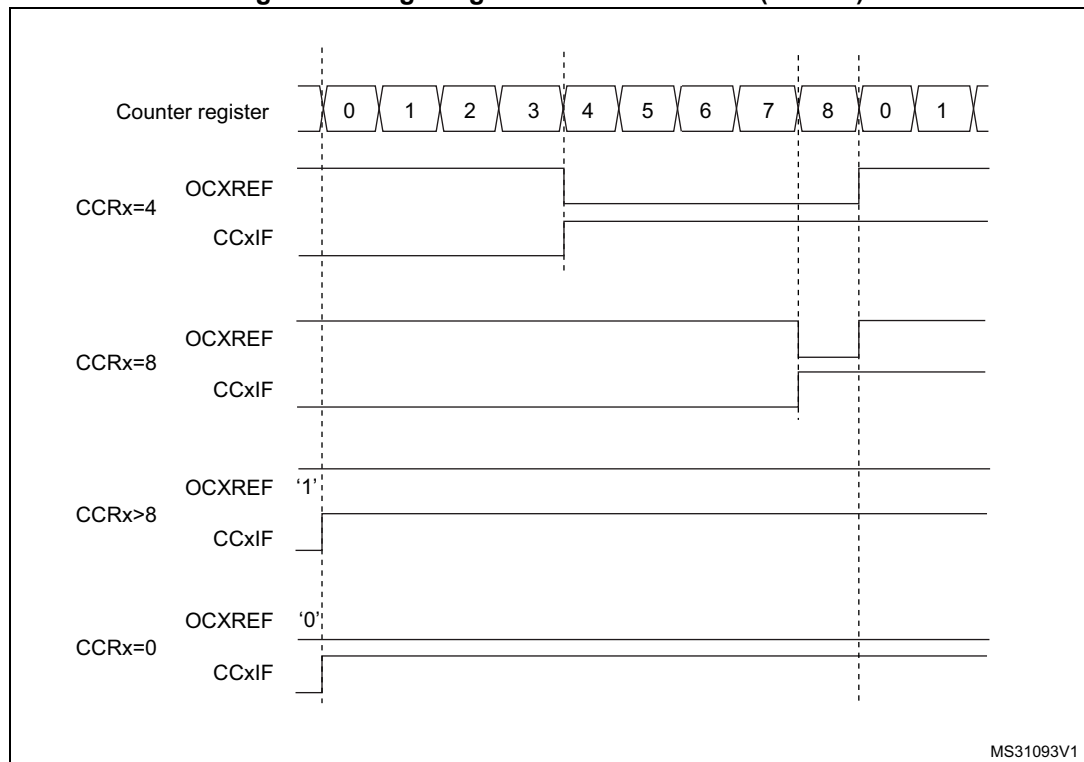 Counter register 0 1 2 3 4 5 6 7 8 0 1
OCXREF
CCRx=4
CCxIF
OCXREF
CCRx=8
CCxIF
OCXREF ‘1’
CCRx>8
CCxIF
OCXREF ‘0’
CCRx=0
CCxIF
MS31093V1